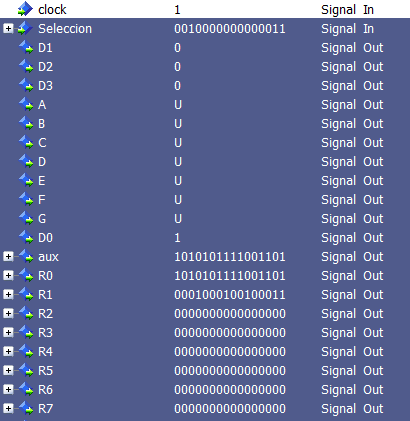 clock 1 Signal In
Seleccion 0010000000000011 Signal In
D1 0 Signal Out
D2 0 Signal Out
D3 0 Signal Out
A U Signal Out
B U Signal Out
C U Signal Out
D U Signal Out
E U Signal Out
F U Signal Out
G U Signal Out
D0 1 Signal Out
aux 1010101111001101 Signal Out
R0 1010101111001101 Signal Out
R1 0001000100100011 Signal Out
R2 0000000000000000 Signal Out
R3 0000000000000000 Signal Out
R4 0000000000000000 Signal Out
R5 0000000000000000 Signal Out
R6 0000000000000000 Signal Out
R7 0000000000000000 Signal Out